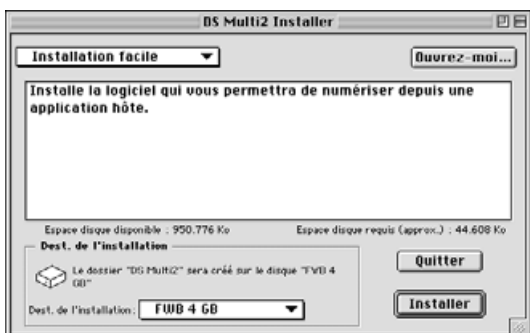 DS Multi2 Installer
Installation facile
Ouvrez-moi...
Installe la logiciel qui vous permettra de numériser depuis une
application hôte.
Espace disque disponible : 950.776 Ko
Espace disque requis (approx.) : 44.608 Ko
Dest. de l'installation
Le dossier "DS Multi2" sera créé sur le disque "FWB 4
GB"
Quitter
Dest. de l'installation : FWB 4 GB
Installer